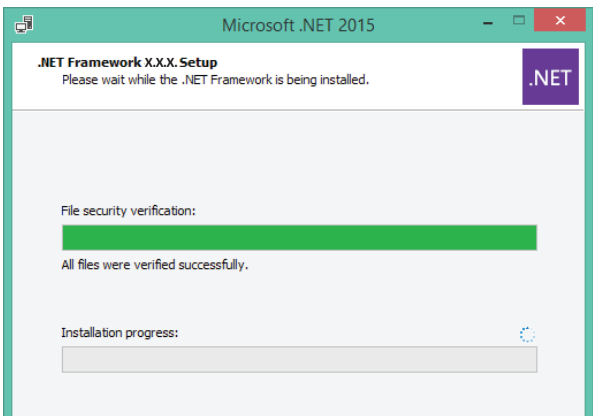 Microsoft .NET 2015
.NET Framework X.X.X. Setup
Please wait while the .NET Framework is being installed.
.NET
File security verification:
All files were verified successfully.
Installation progress: